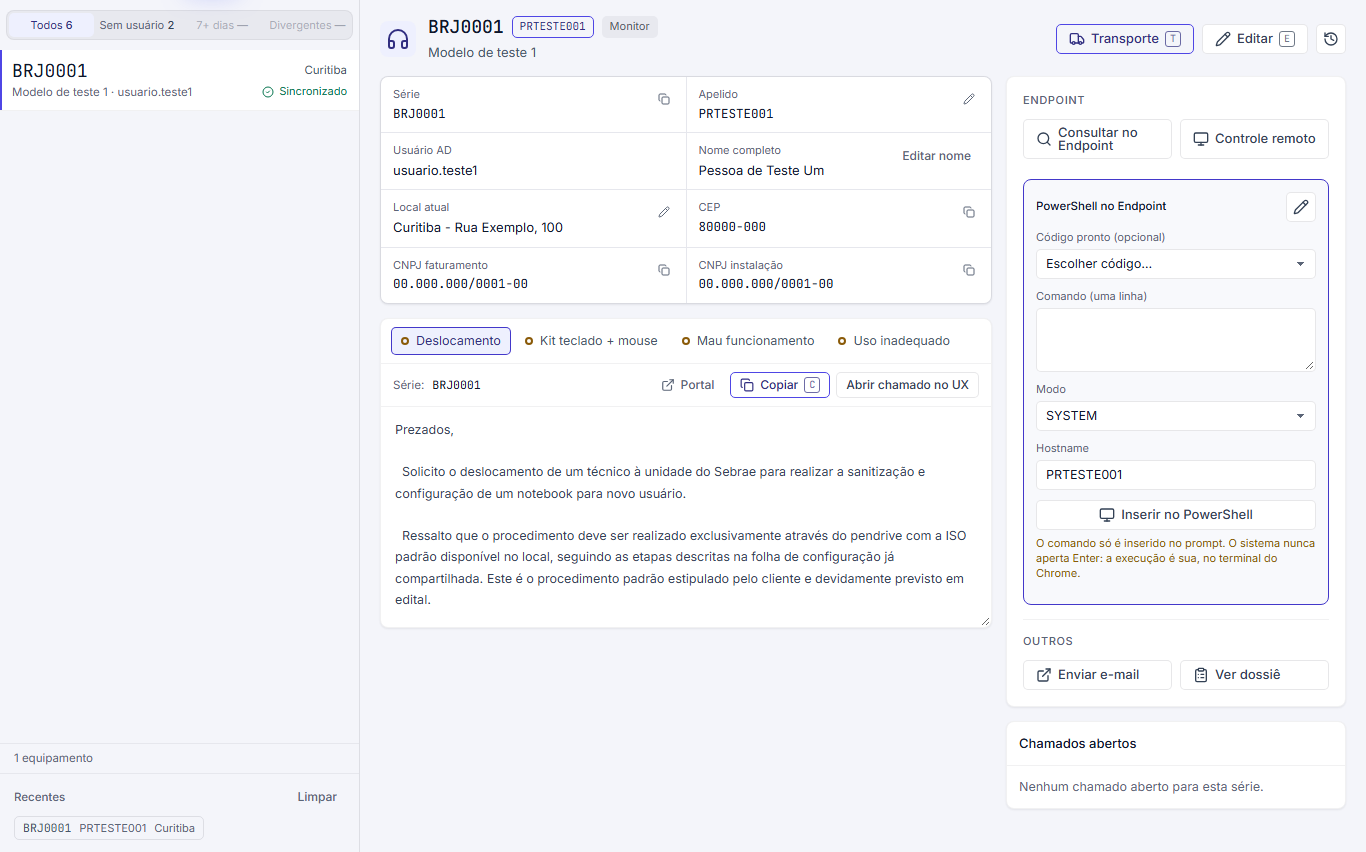 Todos 6 Sem usuário 2 7+ dias — Divergentes —
BRJ0001 Curitiba
Modelo de teste 1 · usuario.teste1 Sincronizado
1 equipamento
Recentes Limpar
BRJ0001 PRTESTE001 Curitiba
BRJ0001 PRTESTE001 Monitor
Modelo de teste 1
Transporte T Editar E
Série
BRJ0001
Apelido
PRTESTE001
Usuário AD
usuario.teste1
Nome completo
Pessoa de Teste Um
Editar nome
Local atual
Curitiba - Rua Exemplo, 100
CEP
80000-000
CNPJ faturamento
00.000.000/0001-00
CNPJ instalação
00.000.000/0001-00
Deslocamento Kit teclado + mouse Mau funcionamento Uso inadequado
Série: BRJ0001 Portal Copiar C Abrir chamado no UX
Prezados,
Solicito o deslocamento de um técnico à unidade do Sebrae para realizar a sanitização e
configuração de um notebook para novo usuário.
Ressalto que o procedimento deve ser realizado exclusivamente através do pendrive com a ISO
padrão disponível no local, seguindo as etapas descritas na folha de configuração já
compartilhada. Este é o procedimento padrão estipulado pelo cliente e devidamente previsto em
edital.
ENDPOINT
Consultar no
Endpoint
Controle remoto
PowerShell no Endpoint
Código pronto (opcional)
Escolher código...
Comando (uma linha)
Modo
SYSTEM
Hostname
PRTESTE001
Inserir no PowerShell
O comando só é inserido no prompt. O sistema nunca
aperta Enter: a execução é sua, no terminal do
Chrome.
OUTROS
Enviar e-mail Ver dossiê
Chamados abertos
Nenhum chamado aberto para esta série.